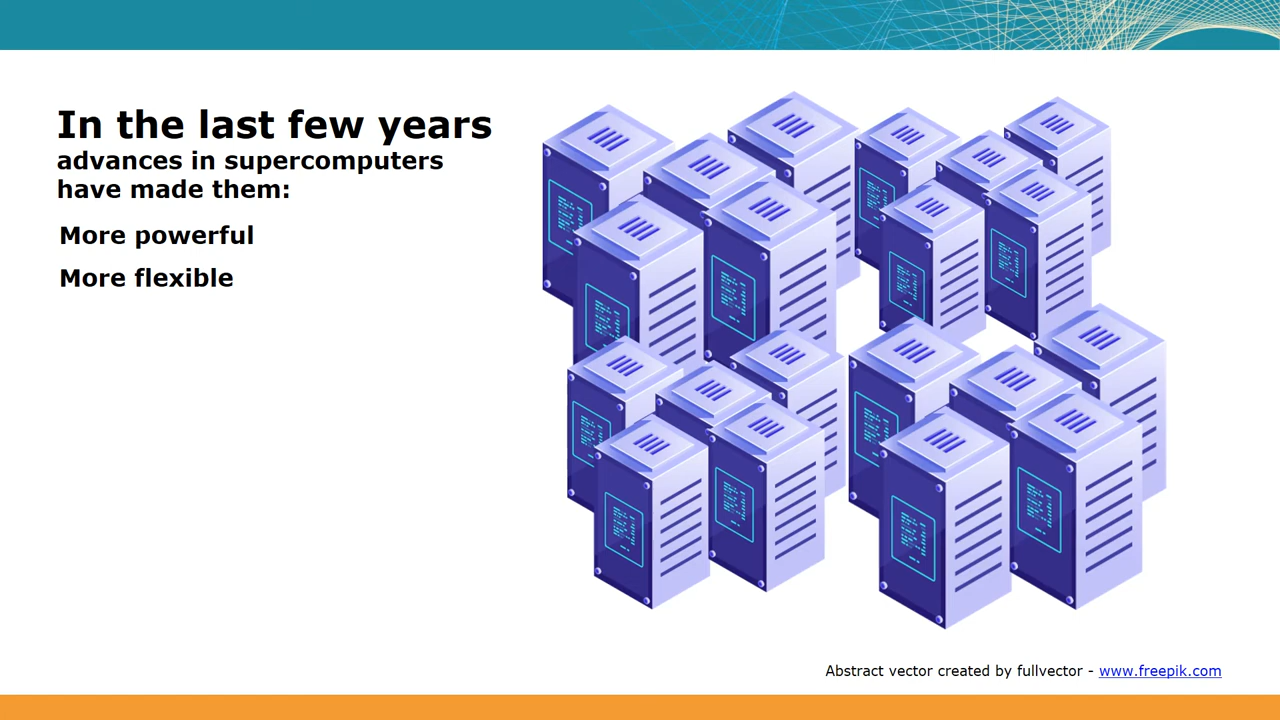 In the last few years
advances in supercomputers
have made them:
More powerful
More flexible
Abstract vector created by fullvector - www.freepik.com